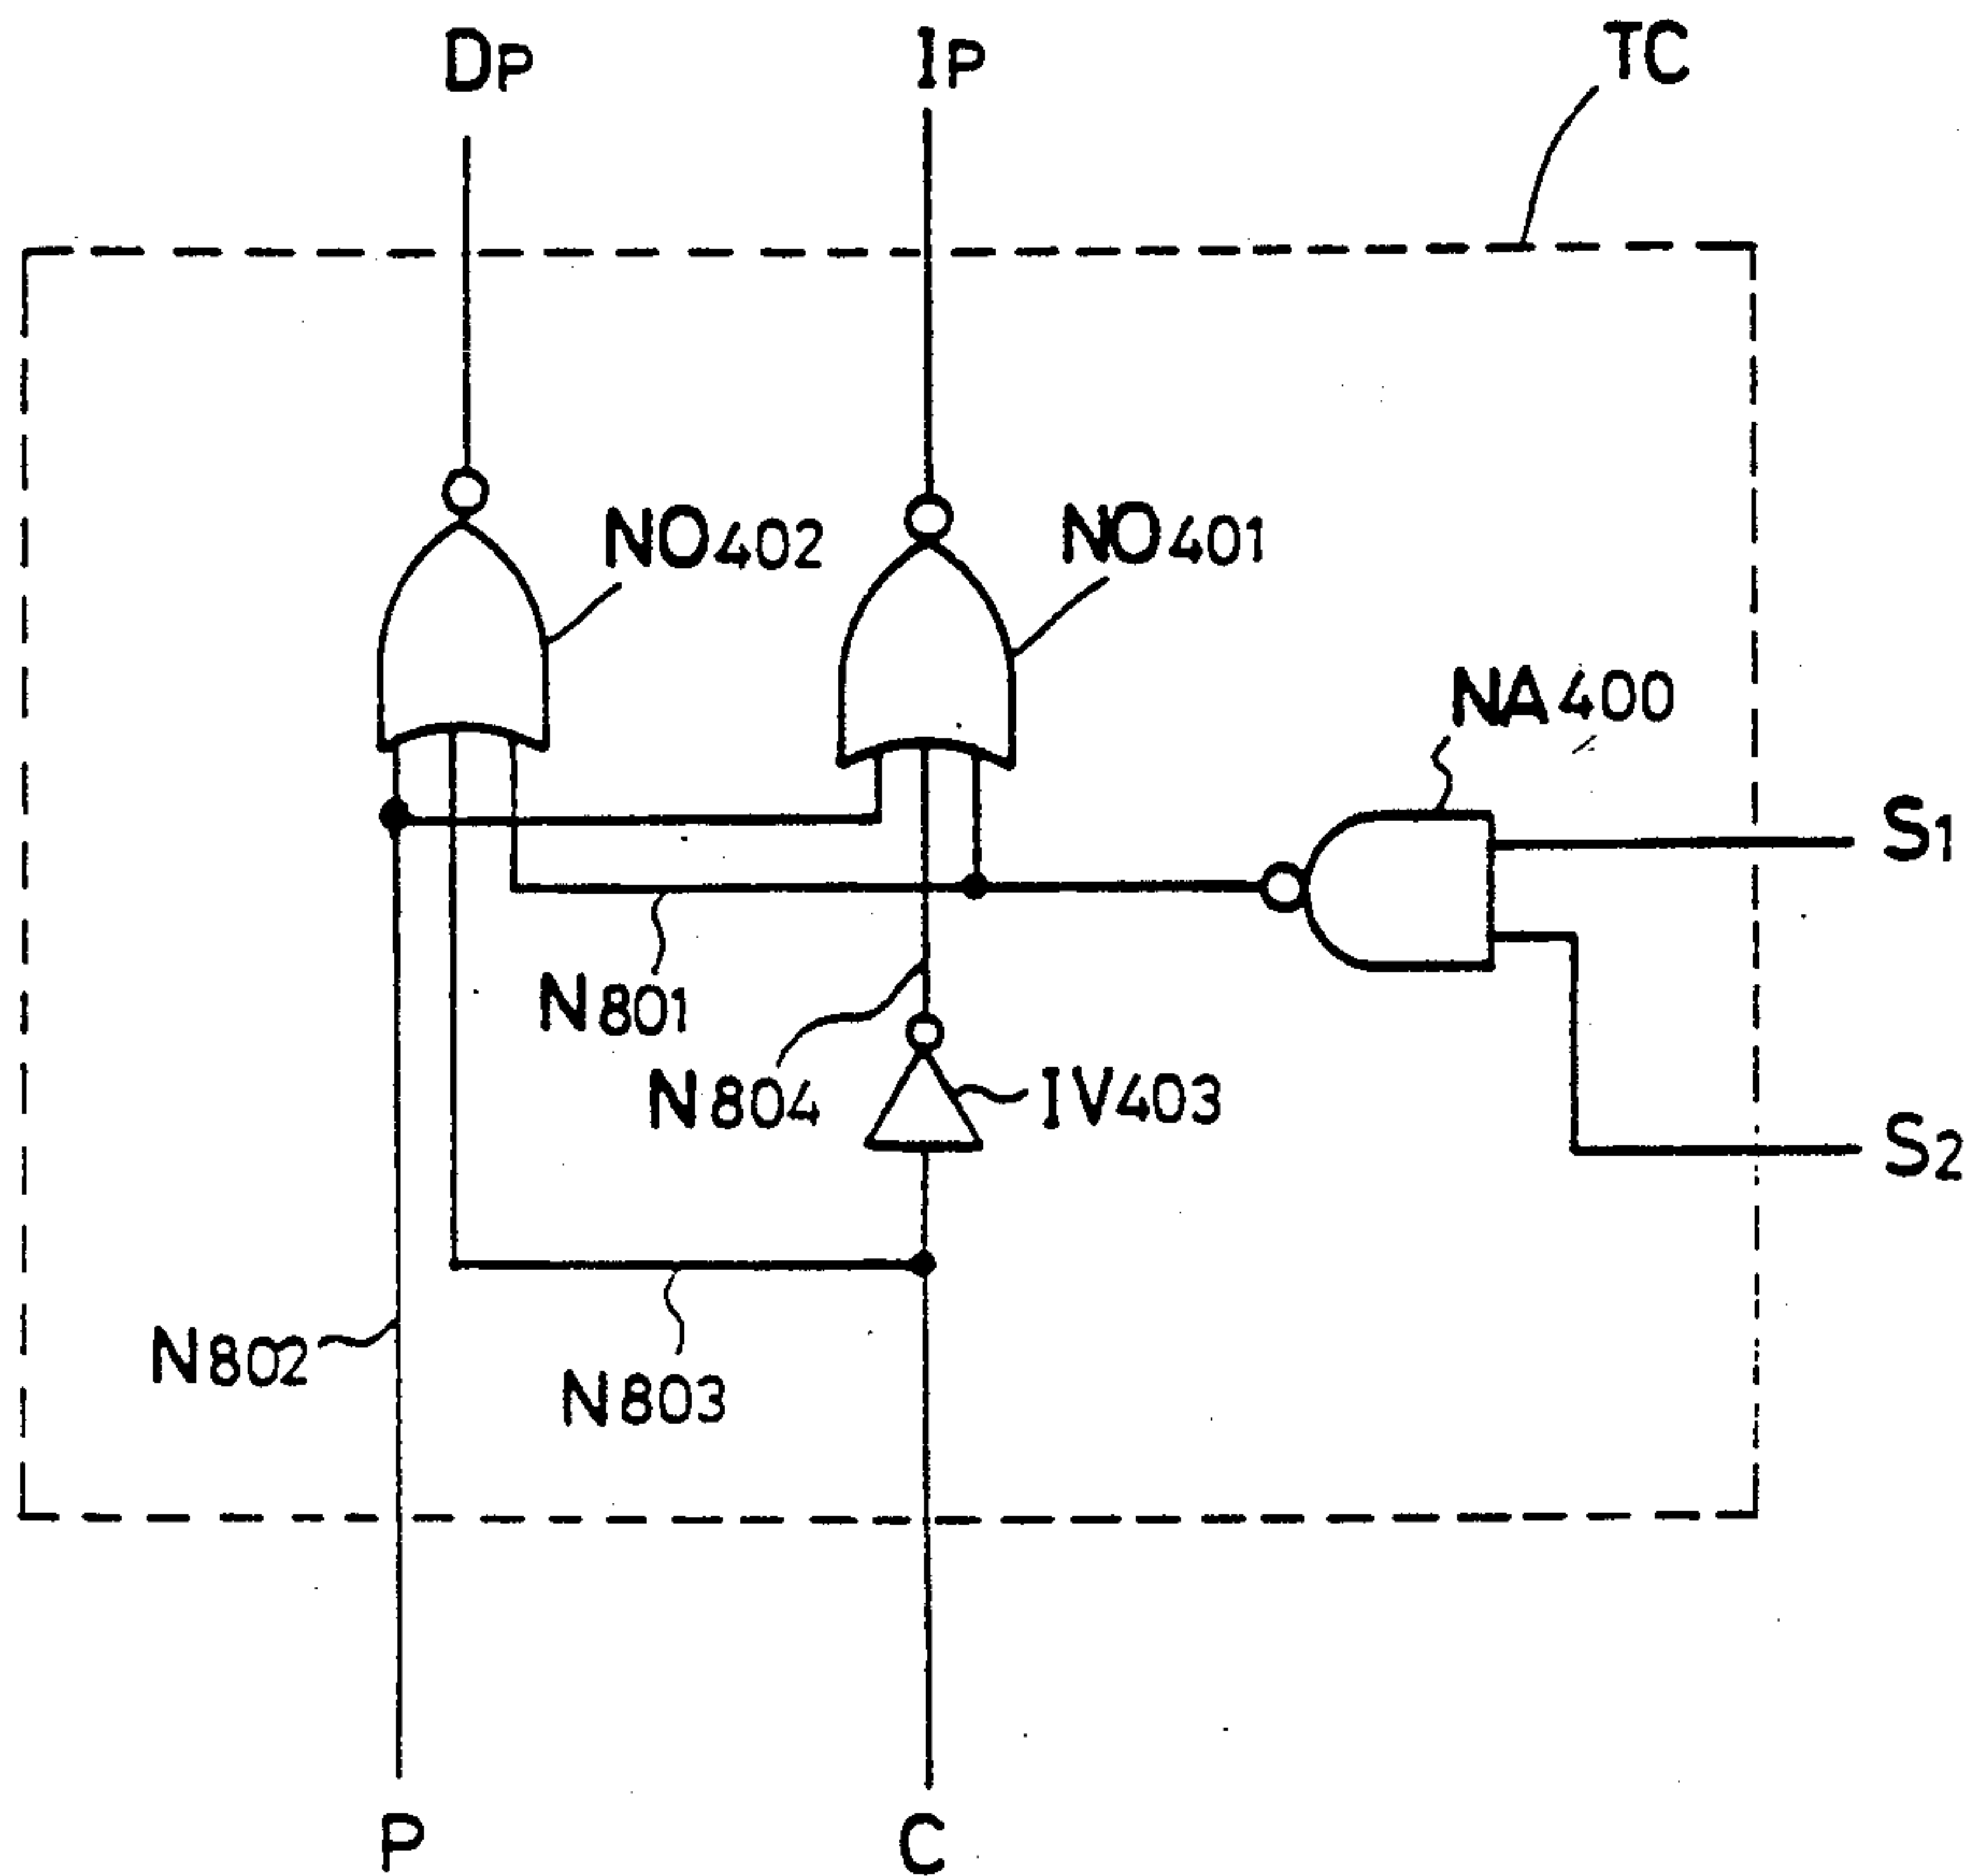 DP
IP
TC
NO402
NO401
NA400
S1
N801
N804
IV403
S2
N802
N803
P
C